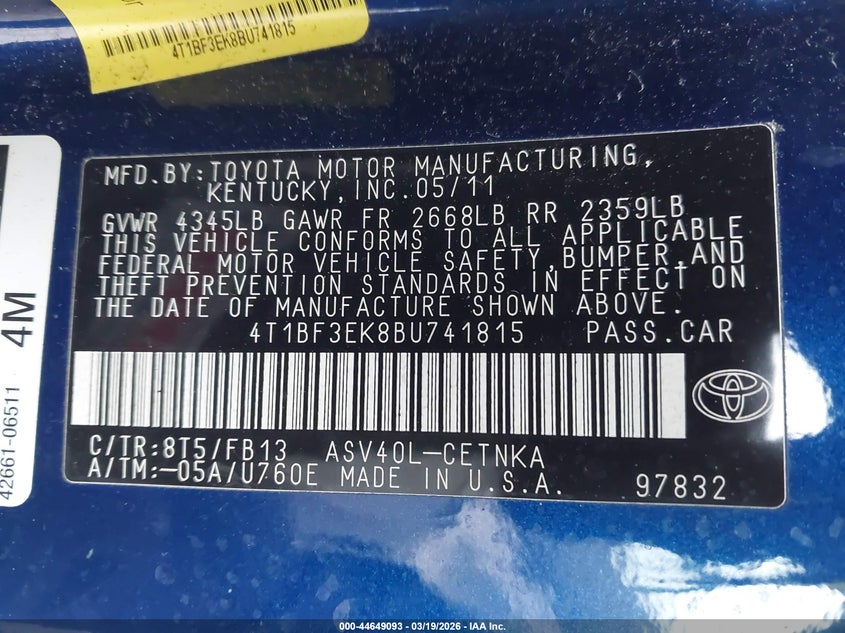 4T1BF3EK8BU741815
MFD.BY:TOYOTA MOTOR MANUFACTURING,
KENTUCKY,INC.05/11
GVWR 4345LB GAWR FR 2668LB RR 2359LB
THIS VEHICLE CONFORMS TO ALL APPLICABLE
FEDERAL MOTOR VEHICLE SAFETY,BUMPER,AND
THEFT PREVENTION STANDARDS IN EFFECT ON
THE DATE OF MANUFACTURE SHOWN ABOVE.
4T1BF3EK8BU741815 PASS.CAR
C/TR:8T5/FB13 ASV40L-CETNKA
A/TM:-05A/U760E MADE IN U.S.A. 97832
42661-06511 4M
000-44649093 - 03/19/2026 - IAA Inc.